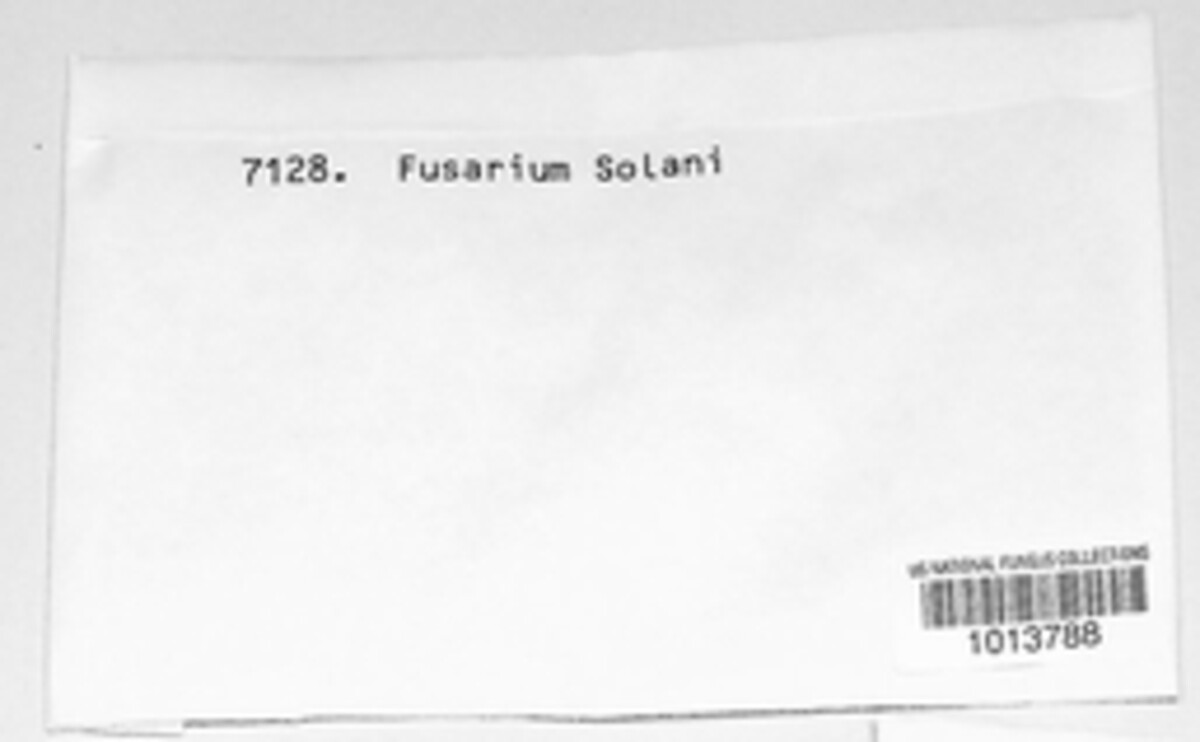 7128. Fusarium Solani
US NATIONAL FUNGUS COLLECTIONS
1013788